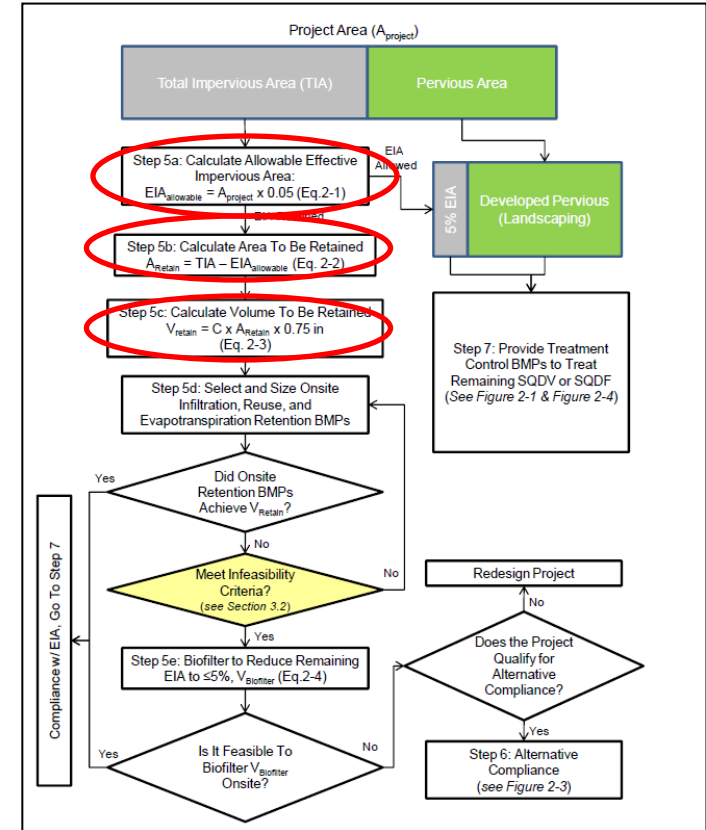 Project Area (Aproject)
Total Impervious Area (TIA)
Pervious Area
Step 5a: Calculate Allowable Effective
Impervious Area:
EIAallowable = Aproject x 0.05 (Eq.2-1)
EIA
Allowed
5% EIA
Developed Pervious
(Landscaping)
Step 5b: Calculate Area To Be Retained
ARetain = TIA – EIAallowable (Eq. 2-2)
Step 5c: Calculate Volume To Be Retained
Vretain = C x ARetain x 0.75 in
(Eq. 2-3)
Step 7: Provide Treatment
Control BMPs to Treat
Remaining SQDV or SQDF
(See Figure 2-1 & Figure 2-4)
Step 5d: Select and Size Onsite
Infiltration, Reuse, and
Evapotranspiration Retention BMPs
Yes
Did Onsite
Retention BMPs
Achieve VRetain?
No
Meet Infeasibility
Criteria?
(see Section 3.2)
No
Yes
Compliance w/ EIA, Go To Step 7
Step 5e: Biofilter to Reduce Remaining
EIA to ≤5%, VBiofilter (Eq.2-4)
Redesign Project
No
Does the Project
Qualify for
Alternative
Compliance?
Yes
Is It Feasible To
Biofilter VBiofilter
Onsite?
Yes
No
Step 6: Alternative
Compliance
(see Figure 2-3)